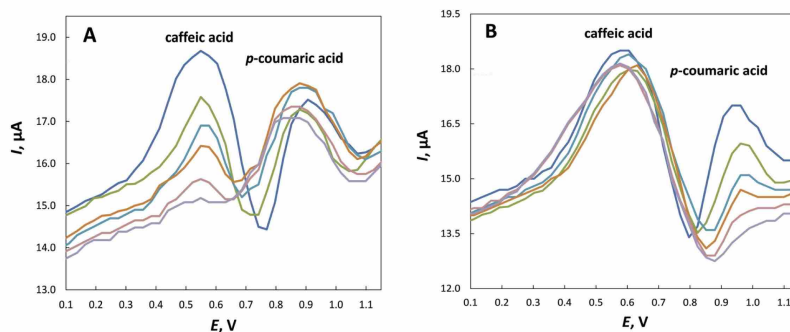 A
caffeic acid
p-coumaric acid
I, µA
19.0
18.0
17.0
16.0
15.0
14.0
13.0
0.1 0.2 0.3 0.4 0.5 0.6 0.7 0.8 0.9 1.0 1.1
E, V
B
caffeic acid
p-coumaric acid
I, µA
19.5
18.0
16.5
15.0
13.5
12.0
0.1 0.2 0.3 0.4 0.5 0.6 0.7 0.8 0.9 1.0 1.1
E, V